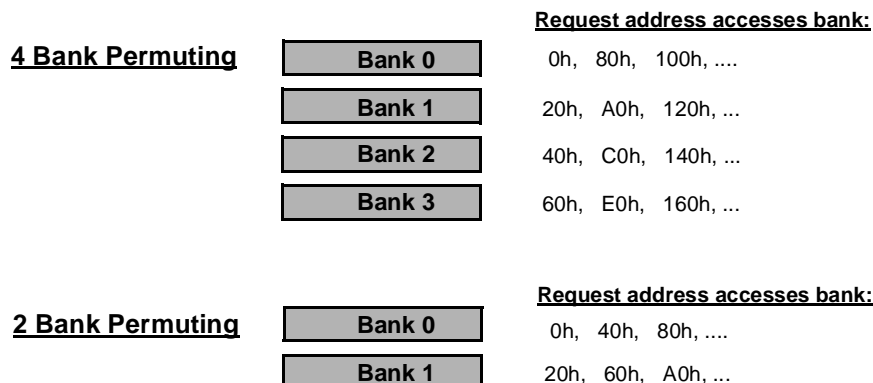 Request address accesses bank:
4 Bank Permuting Bank 0 0h, 80h, 100h, ....
Bank 1 20h, A0h, 120h, ...
Bank 2 40h, C0h, 140h, ...
Bank 3 60h, E0h, 160h, ...
Request address accesses bank:
2 Bank Permuting Bank 0 0h, 40h, 80h, ....
Bank 1 20h, 60h, A0h, ...